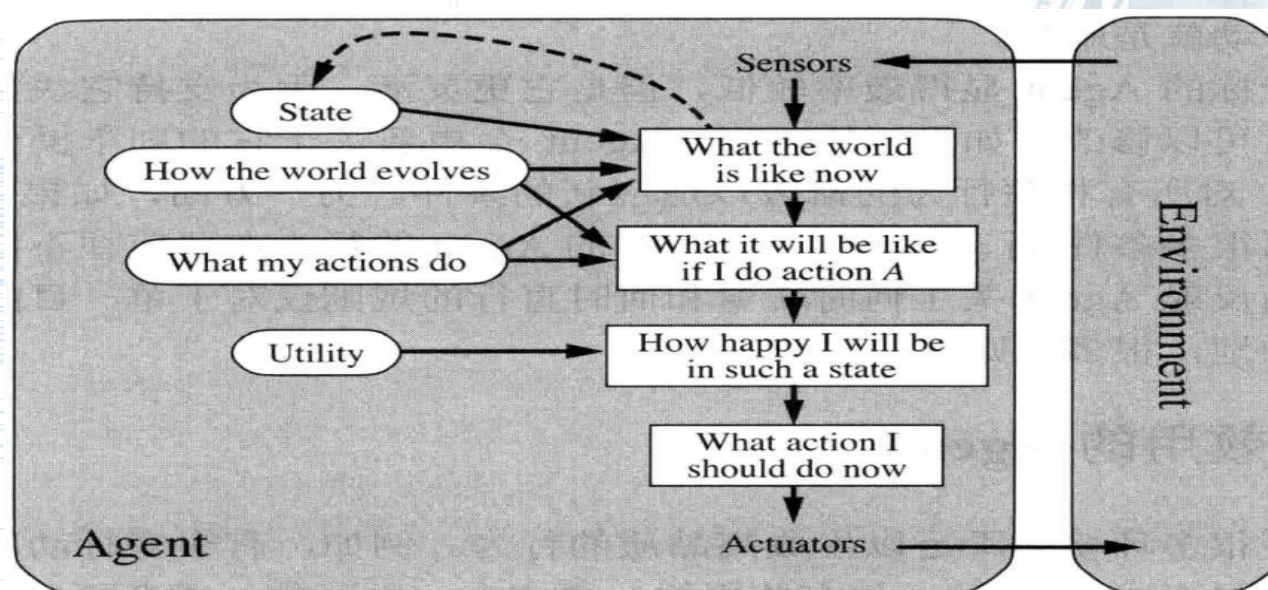 Sensors
State
What the world
is like now
How the world evolves
What it will be like
if I do action A
What my actions do
Utility
How happy I will be
in such a state
What action I
should do now
Agent
Actuators
Environment